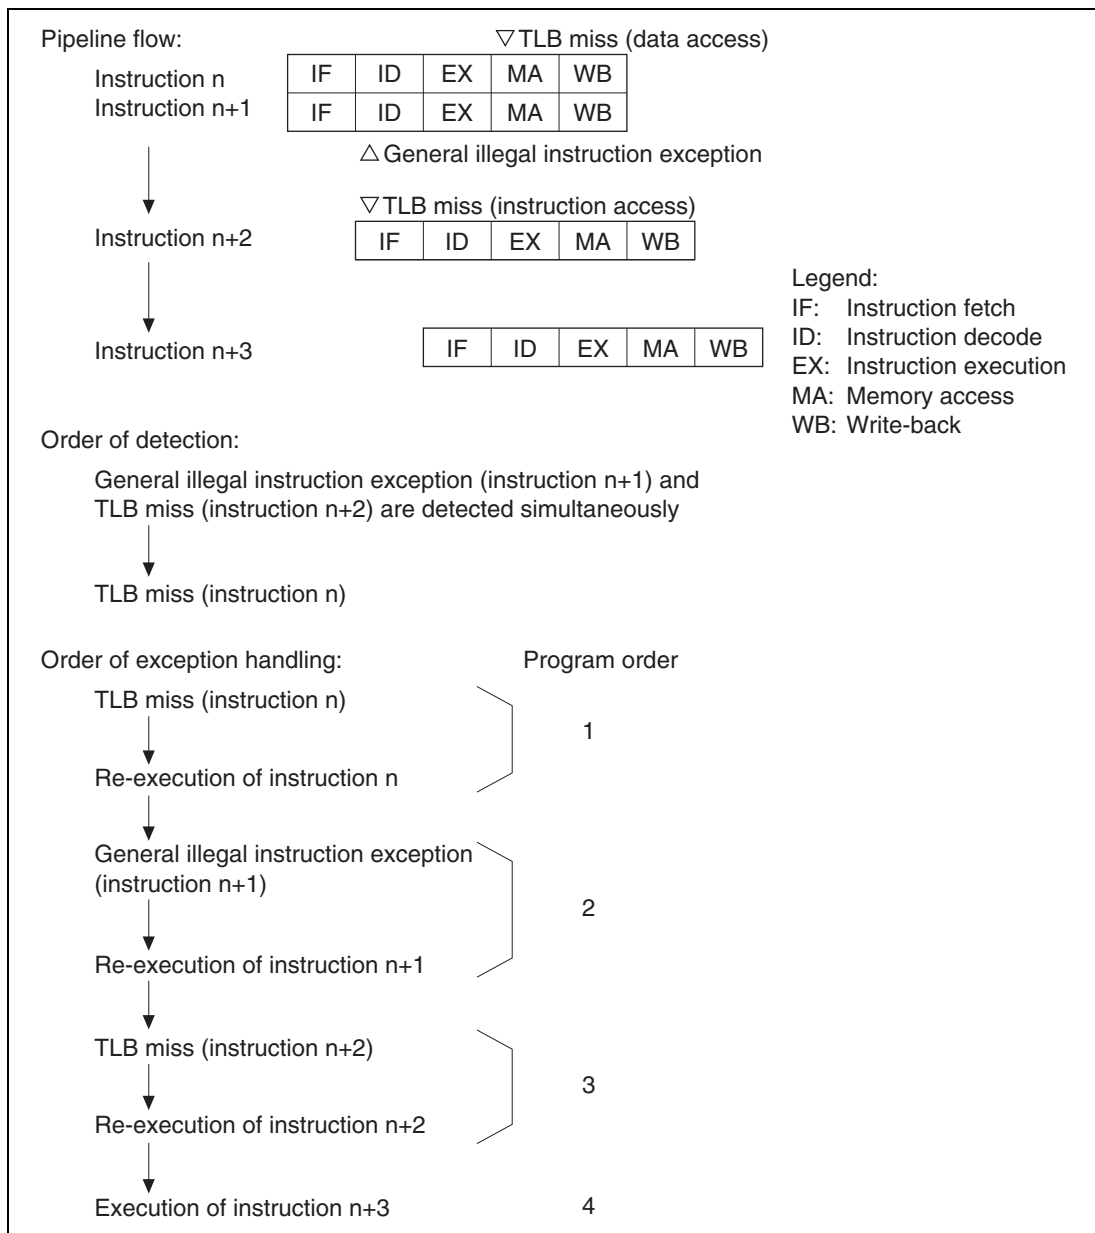 Pipeline flow:
▽TLB miss (data access)
Instruction n IF ID EX MA WB
Instruction n+1 IF ID EX MA WB
△General illegal instruction exception
▽TLB miss (instruction access)
Instruction n+2 IF ID EX MA WB
Legend:
IF: Instruction fetch
ID: Instruction decode
EX: Instruction execution
MA: Memory access
WB: Write-back
Instruction n+3 IF ID EX MA WB
Order of detection:
General illegal instruction exception (instruction n+1) and
TLB miss (instruction n+2) are detected simultaneously
TLB miss (instruction n)
Order of exception handling: Program order
TLB miss (instruction n)
1
Re-execution of instruction n
General illegal instruction exception
(instruction n+1)
2
Re-execution of instruction n+1
TLB miss (instruction n+2)
3
Re-execution of instruction n+2
Execution of instruction n+3 4